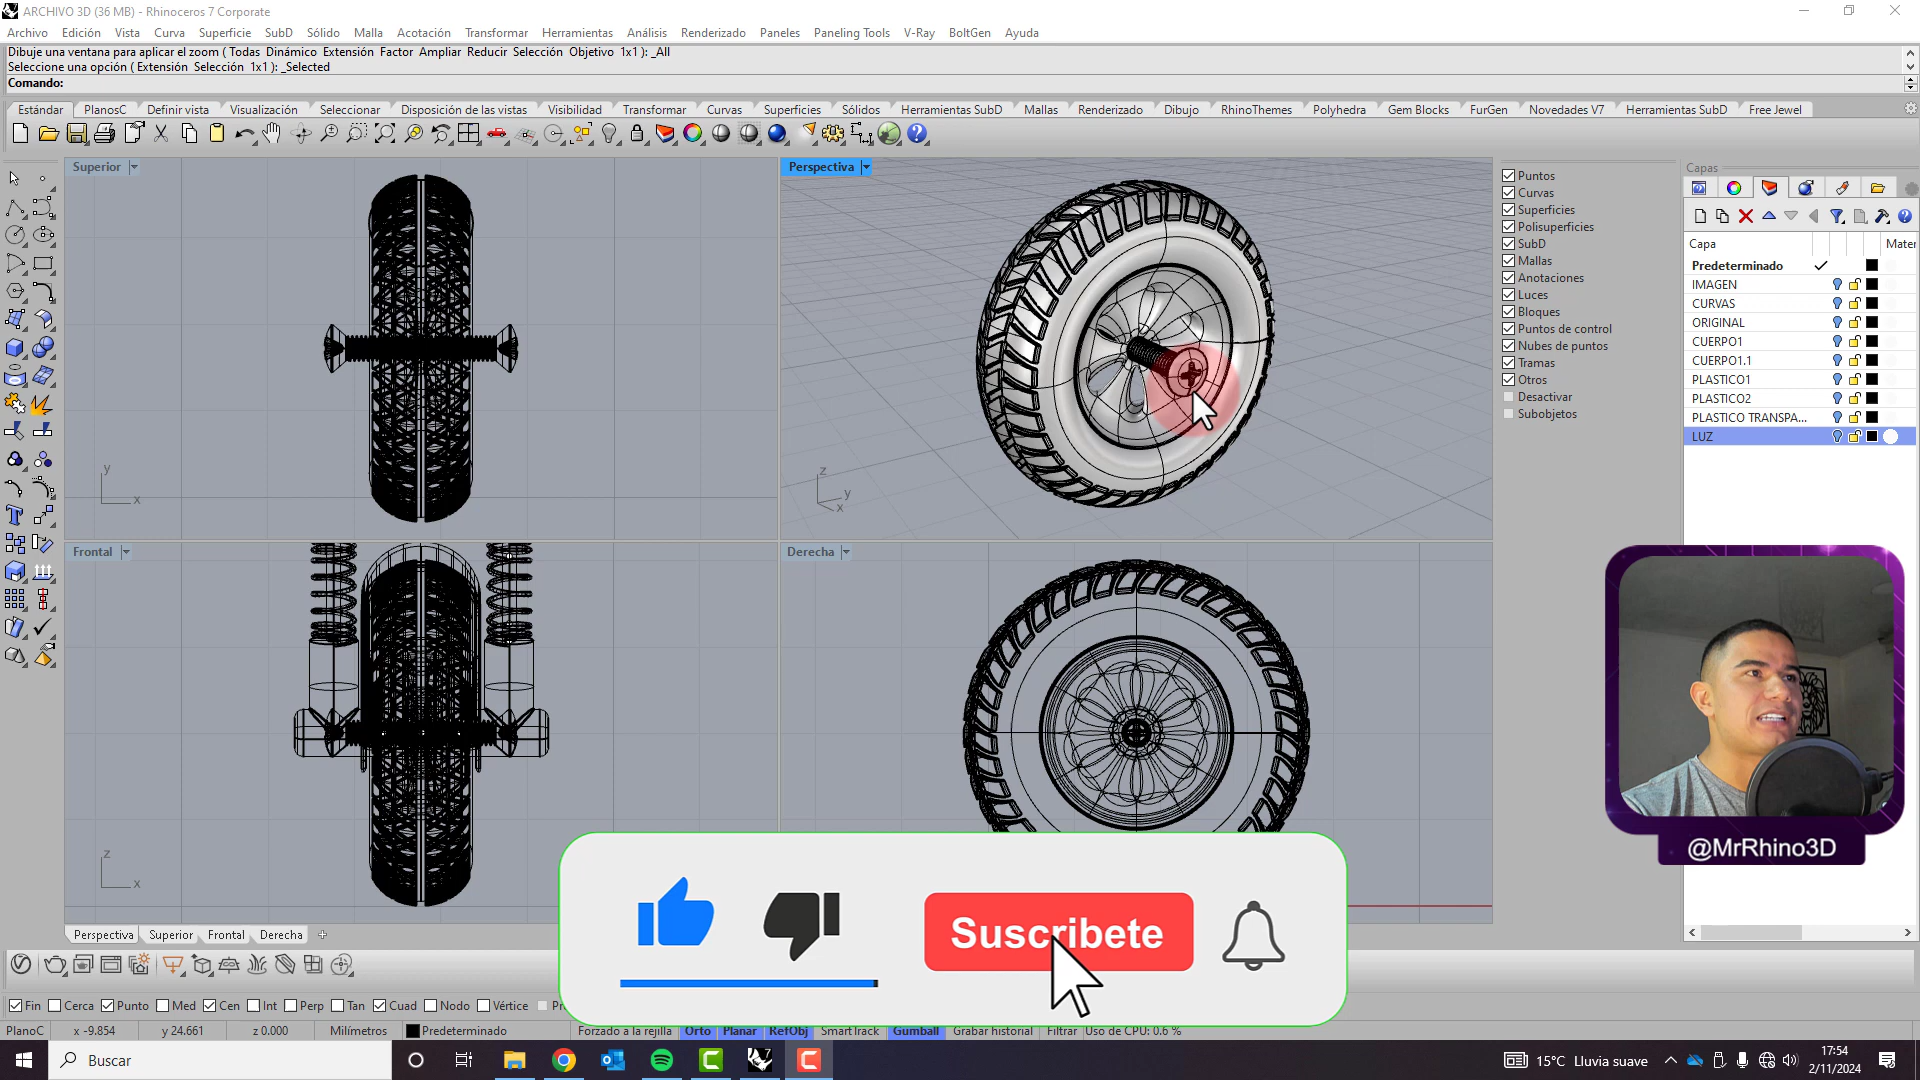 ARCHIVO 3D (36 MB) - Rhinoceros 7 Corporate
Archivo Edición Vista Curva Superficie SubD Sólido Malla Acotación Transformar Herramientas Análisis Renderizado Paneles Paneling Tools V-Ray BoltGen Ayuda
Dibuje una ventana para aplicar el zoom ( Todas Dinámico Extensión Factor Ampliar Reducir Selección Objetivo 1x1 ): _All
Seleccione una opción ( Extensión Selección 1x1 ): _Selected
Comando:
Estándar PlanosC Definir vista Visualización Seleccionar Disposición de las vistas Visibilidad Transformar Curvas Superficies Sólidos Herramientas SubD Mallas Renderizado Dibujo RhinoThemes Polyhedra Gem Blocks FurGen Novedades V7 Herramientas SubD Free Jewel
Superior
Perspectiva
Frontal
Derecha
y
x
z
y
x
z
x
Puntos
Curvas
Superficies
Polisuperficies
SubD
Mallas
Anotaciones
Luces
Bloques
Puntos de control
Nubes de puntos
Tramas
Otros
Desactivar
Subobjetos
Capas
Capa Mater
Predeterminado
IMAGEN
CURVAS
ORIGINAL
CUERPO1
CUERPO1.1
PLASTICO1
PLASTICO2
PLASTICO TRANSPA...
LUZ
@MrRhino3D
Suscribete
Perspectiva Superior Frontal Derecha
Fin Cerca Punto Med Cen Int Perp Tan Cuad Nodo Vértice
PlanoC x -9.854 y 24.661 z 0.000 Milímetros Predeterminado Forzado a la rejilla Orto Planar RefObj SmartTrack Gumball Grabar historial Filtrar Uso de CPU: 0.6 %
Buscar
15°C Lluvia suave
17:54
2/11/2024